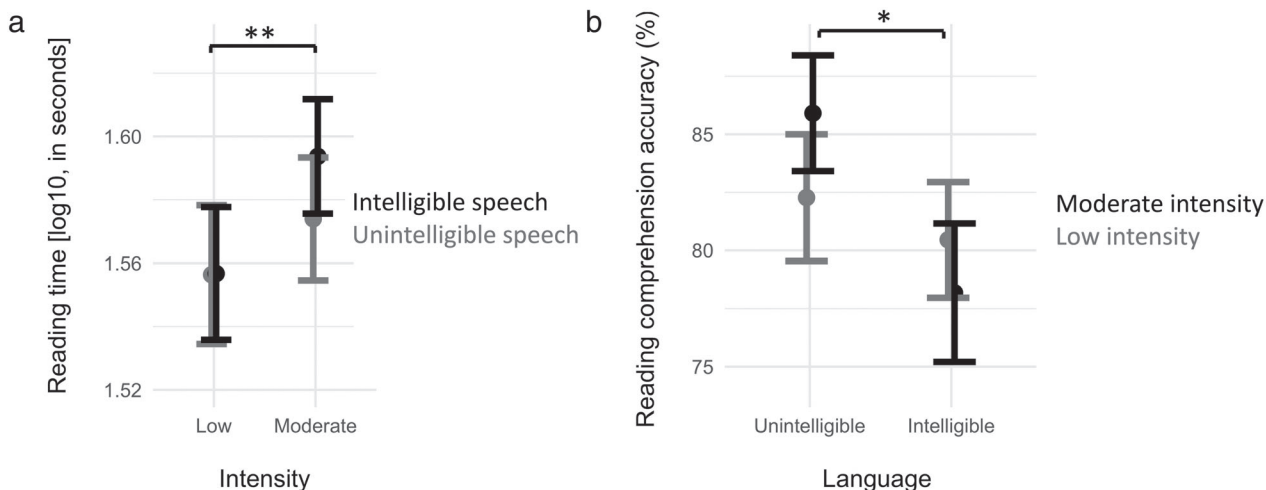 a
Reading time [log10, in seconds]
1.60
1.56
1.52
**
Low
Moderate
Intensity
Intelligible speech
Unintelligible speech
b
Reading comprehension accuracy (%)
85
80
75
*
Unintelligible
Intelligible
Language
Moderate intensity
Low intensity